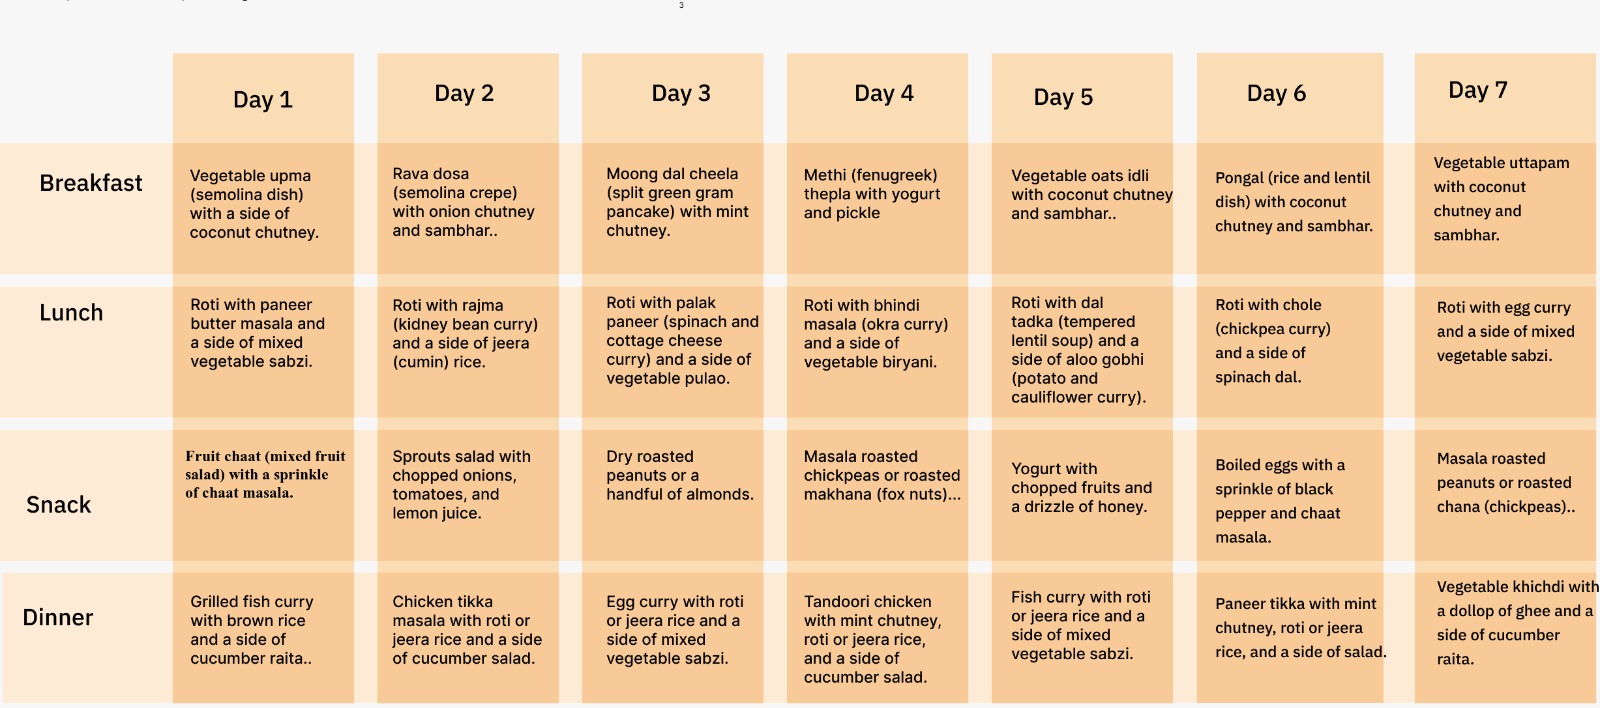 3
Day 1
Day 2
Day 3
Day 4
Day 5
Day 6
Day 7
Breakfast
Vegetable upma
(semolina dish)
with a side of
coconut chutney.
Rava dosa
(semolina crepe)
with onion chutney
and sambhar..
Moong dal cheela
(split green gram
pancake) with mint
chutney.
Methi (fenugreek)
thepla with yogurt
and pickle
Vegetable oats idli
with coconut chutney
and sambhar..
Pongal (rice and lentil
dish) with coconut
chutney and sambhar.
Vegetable uttapam
with coconut
chutney and
sambhar.
Lunch
Roti with paneer
butter masala and
a side of mixed
vegetable sabzi.
Roti with rajma
(kidney bean curry)
and a side of jeera
(cumin) rice.
Roti with palak
paneer (spinach and
cottage cheese
curry) and a side of
vegetable pulao.
Roti with bhindi
masala (okra curry)
and a side of
vegetable biryani.
Roti with dal
tadka (tempered
lentil soup) and a
side of aloo gobhi
(potato and
cauliflower curry).
Roti with chole
(chickpea curry)
and a side of
spinach dal.
Roti with egg curry
and a side of mixed
vegetable sabzi.
Snack
Fruit chaat (mixed fruit
salad) with a sprinkle
of chaat masala.
Sprouts salad with
chopped onions,
tomatoes, and
lemon juice.
Dry roasted
peanuts or a
handful of almonds.
Masala roasted
chickpeas or roasted
makhana (fox nuts)...
Yogurt with
chopped fruits and
a drizzle of honey.
Boiled eggs with a
sprinkle of black
pepper and chaat
masala.
Masala roasted
peanuts or roasted
chana (chickpeas)..
Dinner
Grilled fish curry
with brown rice
and a side of
cucumber raita..
Chicken tikka
masala with roti or
jeera rice and a side
of cucumber salad.
Egg curry with roti
or jeera rice and a
side of mixed
vegetable sabzi.
Tandoori chicken
with mint chutney,
roti or jeera rice,
and a side of
cucumber salad.
Fish curry with roti
or jeera rice and a
side of mixed
vegetable sabzi.
Paneer tikka with mint
chutney, roti or jeera
rice, and a side of salad.
Vegetable khichdi with
a dollop of ghee and a
side of cucumber
raita.